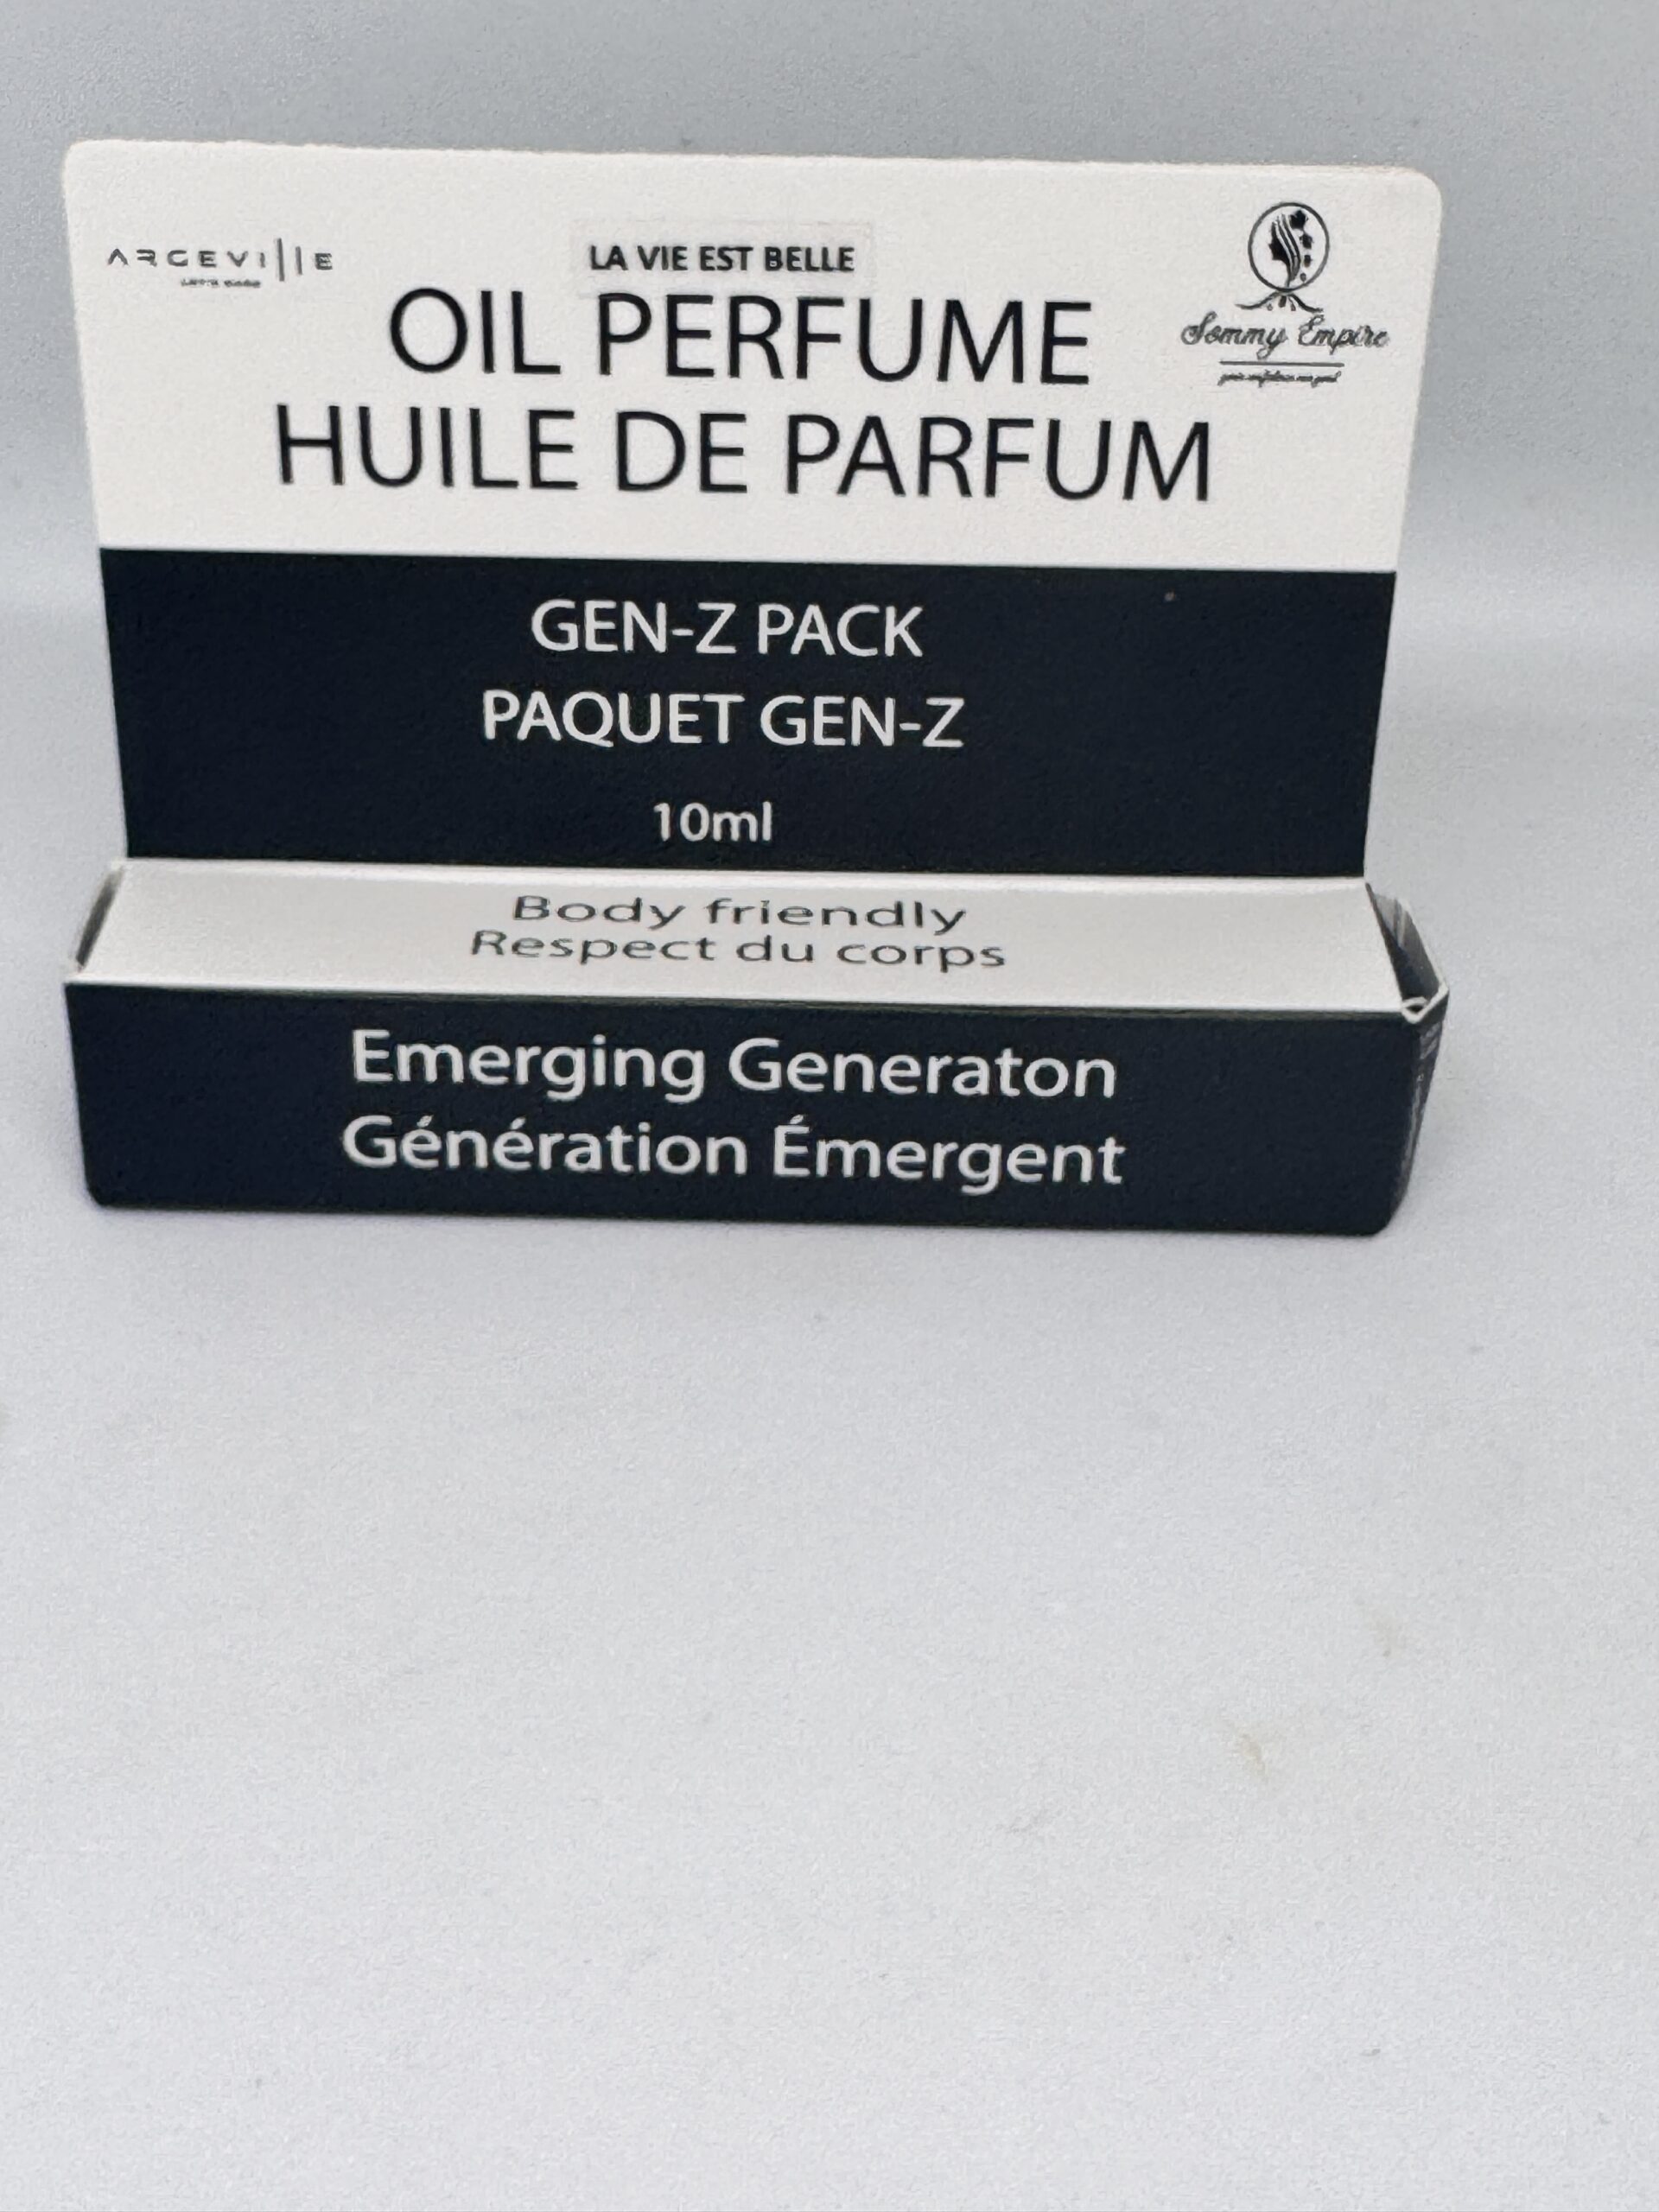 ARGEVILLE
LA VIE EST BELLE
OIL PERFUME
HUILE DE PARFUM
Sommy Empire
GEN-Z PACK
PAQUET GEN-Z
10ml
Body friendly
Respect du corps
Emerging Generaton
Génération Émergent